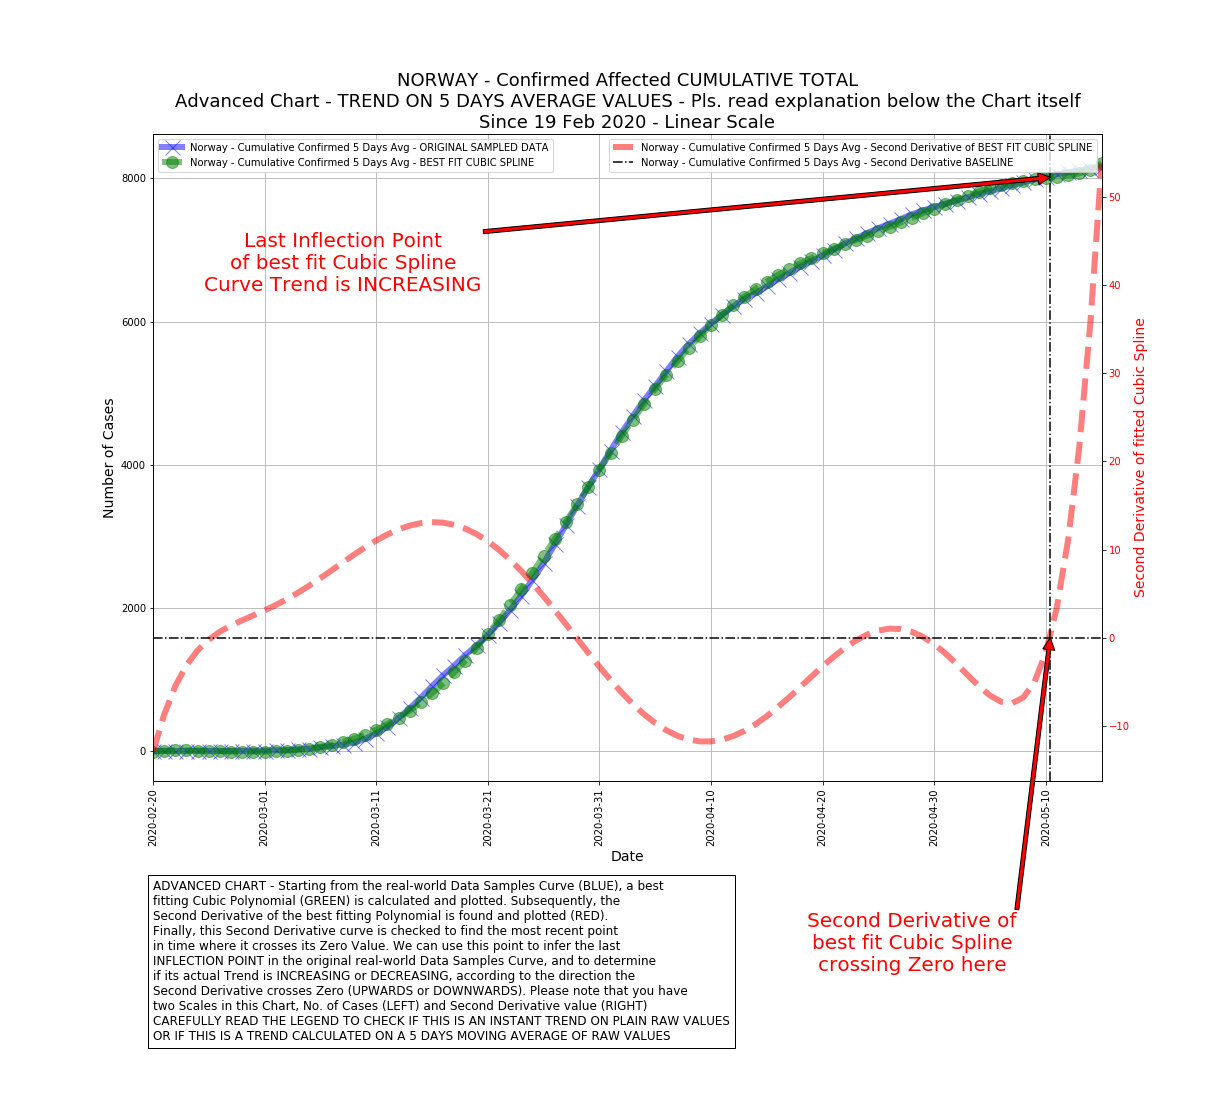 NORWAY - Confirmed Affected CUMULATIVE TOTAL
Advanced Chart - TREND ON 5 DAYS AVERAGE VALUES - Pls. read explanation below the Chart itself
Since 19 Feb 2020 - Linear Scale
Norway - Cumulative Confirmed 5 Days Avg - ORIGINAL SAMPLED DATA
Norway - Cumulative Confirmed 5 Days Avg - BEST FIT CUBIC SPLINE
Norway - Cumulative Confirmed 5 Days Avg - Second Derivative of BEST FIT CUBIC SPLINE
Norway - Cumulative Confirmed 5 Days Avg - Second Derivative BASELINE
Last Inflection Point
of best fit Cubic Spline
Curve Trend is INCREASING
Number of Cases
8000
6000
4000
2000
0
50
40
30
20
10
0
−10
Second Derivative of fitted Cubic Spline
2020-02-20
2020-03-01
2020-03-11
2020-03-21
2020-03-31
2020-04-10
2020-04-20
2020-04-30
2020-05-10
Date
Second Derivative of
best fit Cubic Spline
crossing Zero here
ADVANCED CHART - Starting from the real-world Data Samples Curve (BLUE), a best
fitting Cubic Polynomial (GREEN) is calculated and plotted. Subsequently, the
Second Derivative of the best fitting Polynomial is found and plotted (RED).
Finally, this Second Derivative curve is checked to find the most recent point
in time where it crosses its Zero Value. We can use this point to infer the last
INFLECTION POINT in the original real-world Data Samples Curve, and to determine
if its actual Trend is INCREASING or DECREASING, according to the direction the
Second Derivative crosses Zero (UPWARDS or DOWNWARDS). Please note that you have
two Scales in this Chart, No. of Cases (LEFT) and Second Derivative value (RIGHT)
CAREFULLY READ THE LEGEND TO CHECK IF THIS IS AN INSTANT TREND ON PLAIN RAW VALUES
OR IF THIS IS A TREND CALCULATED ON A 5 DAYS MOVING AVERAGE OF RAW VALUES